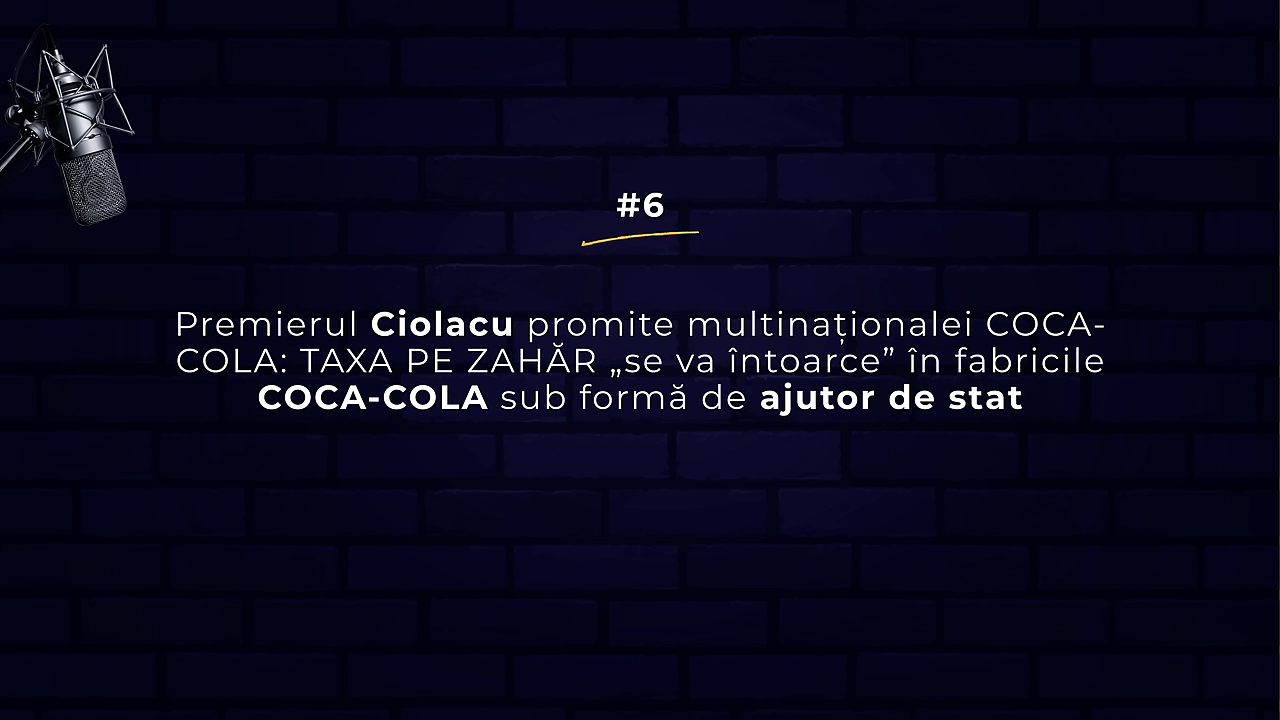 #6
Premierul Ciolacu promite multinaționalei COCA-
COLA: TAXA PE ZAHĂR „se va întoarce” în fabricile
COCA-COLA sub formă de ajutor de stat